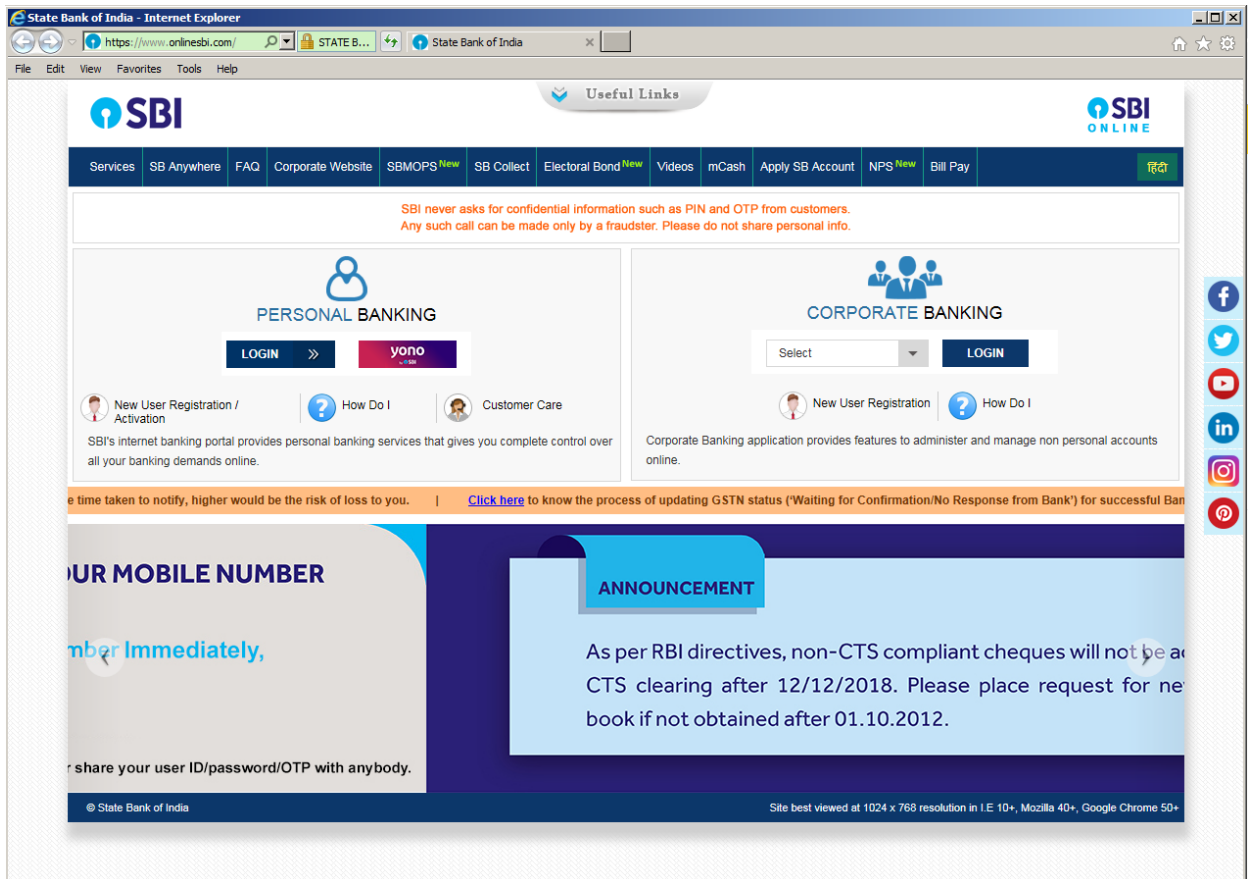 State Bank of India - Internet Explorer
https://www.onlinesbi.com/ STATE B... State Bank of India
File Edit View Favorites Tools Help
Useful Links
SBI
SBI
ONLINE
Services SB Anywhere FAQ Corporate Website SBMOPS New SB Collect Electoral Bond New Videos mCash Apply SB Account NPS New Bill Pay हिंदी
SBI never asks for confidential information such as PIN and OTP from customers.
Any such call can be made only by a fraudster. Please do not share personal info.
PERSONAL BANKING
LOGIN »
yono
by SBI
New User Registration /
Activation
How Do I
Customer Care
SBI's internet banking portal provides personal banking services that gives you complete control over
all your banking demands online.
CORPORATE BANKING
Select
LOGIN
New User Registration
How Do I
Corporate Banking application provides features to administer and manage non personal accounts
online.
e time taken to notify, higher would be the risk of loss to you. | Click here to know the process of updating GSTN status ('Waiting for Confirmation/No Response from Bank') for successful Ban
OUR MOBILE NUMBER
mber Immediately,
r share your user ID/password/OTP with anybody.
ANNOUNCEMENT
As per RBI directives, non-CTS compliant cheques will not be ac
CTS clearing after 12/12/2018. Please place request for ne
book if not obtained after 01.10.2012.
© State Bank of India
Site best viewed at 1024 x 768 resolution in I.E 10+, Mozilla 40+, Google Chrome 50+